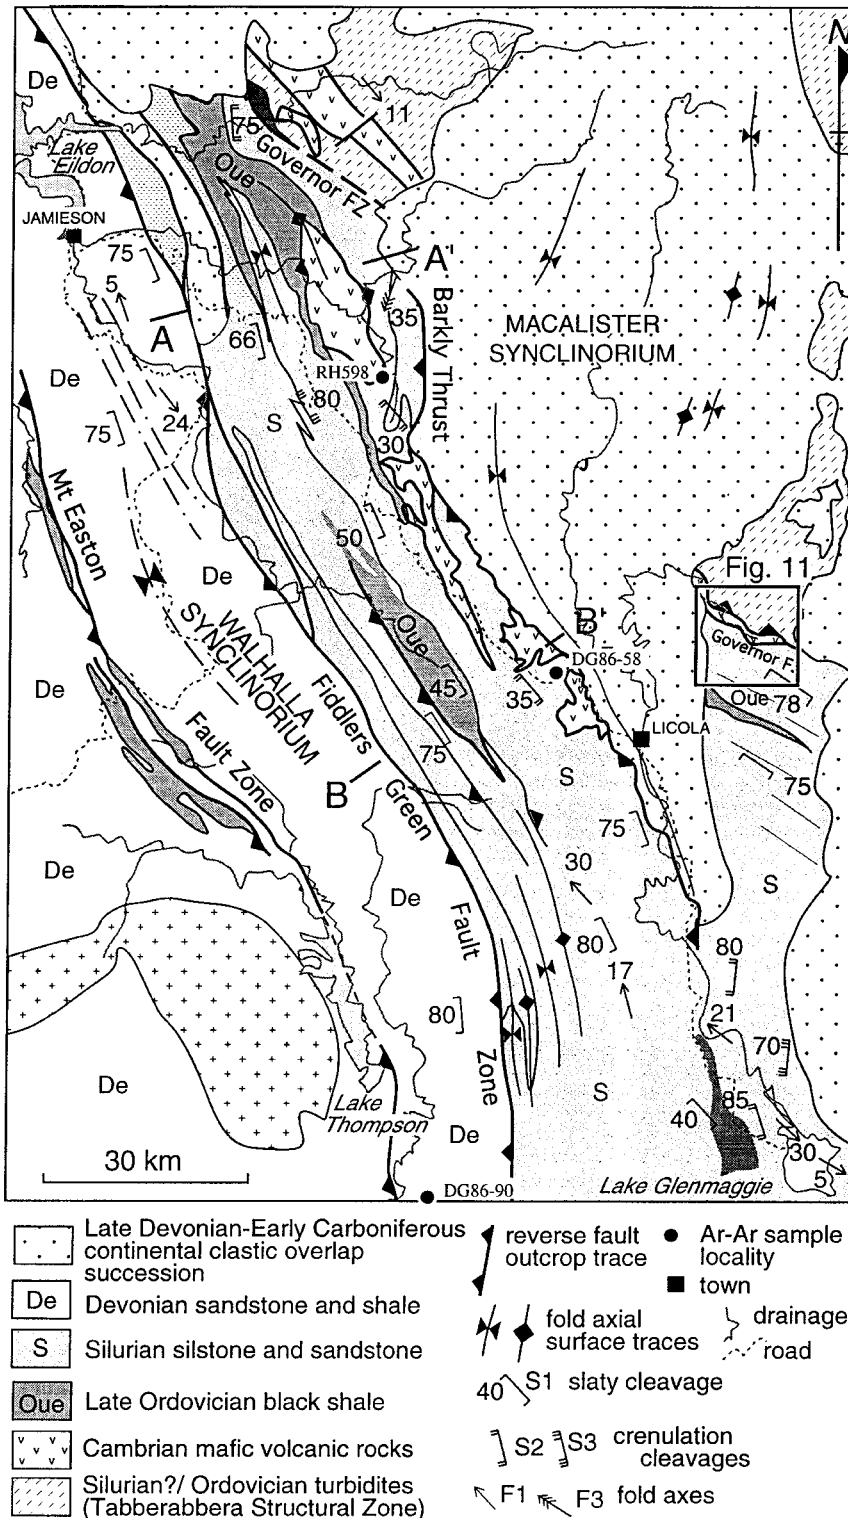 N
De
11
75
Governor FZ
Lake
Eildon
Oue
JAMIESON
75
5
A'
A
35
Barkly Thrust
MACALISTER
SYNCLINORIUM
66
De
RH598
80
S
24
75
30
Mt Easton
50
Fig. 11
De
WALHALLA
SYNCLINORIUM
B'
Governor F.
DG86-58
Oue
De
Fiddlers
45
35
Oue
78
LICOLA
Fault Zone
75
S
75
B
Green
75
De
30
De
S
Fault
80
80
17
80
21
70
De
Zone
Lake
Thompson
S
85
40
De
30
30 km
5
DG86-90
Lake Glenmaggie
Late Devonian-Early Carboniferous
continental clastic overlap
succession
De Devonian sandstone and shale
S Silurian silstone and sandstone
Oue Late Ordovician black shale
Cambrian mafic volcanic rocks
Silurian?/ Ordovician turbidites
(Tabberabbera Structural Zone)
reverse fault
outcrop trace
Ar-Ar sample
locality
town
fold axial
surface traces
drainage
road
40 S1 slaty cleavage
S2 S3 crenulation
cleavages
F1 F3 fold axes